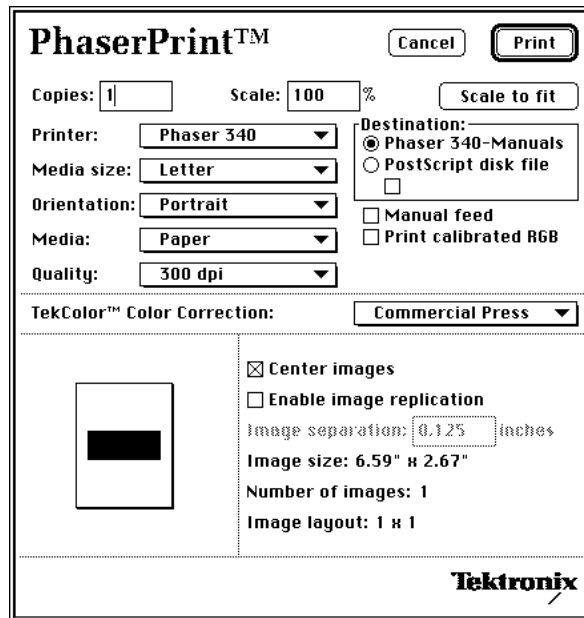 PhaserPrint™ Cancel Print
Copies: 1 Scale: 100 % Scale to fit
Printer: Phaser 340
Media size: Letter
Orientation: Portrait
Media: Paper
Quality: 300 dpi
Destination:
Phaser 340-Manuals
PostScript disk file
Manual feed
Print calibrated RGB
TekColor™ Color Correction: Commercial Press
Center images
Enable image replication
Image separation: 0.125 inches
Image size: 6.59" x 2.67"
Number of images: 1
Image layout: 1 x 1
Tektronix